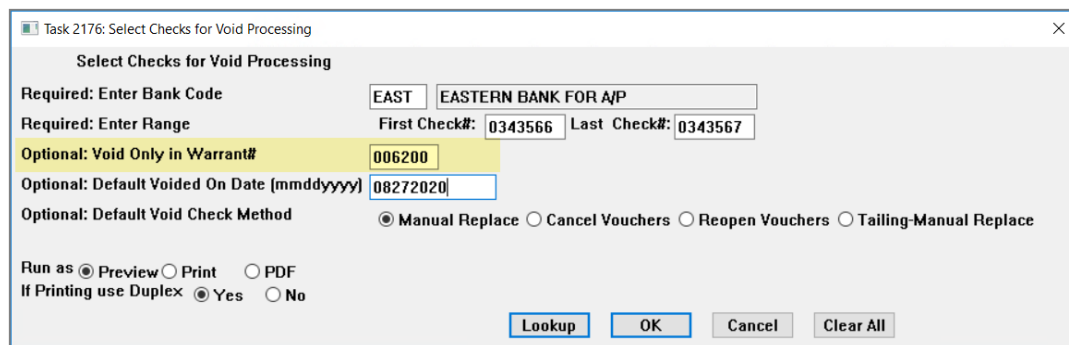 Task 2176: Select Checks for Void Processing
Select Checks for Void Processing
Required: Enter Bank Code EAST EASTERN BANK FOR A/P
Required: Enter Range First Check#: 0343566 Last Check#: 0343567
Optional: Void Only in Warrant# 006200
Optional: Default Voided On Date (mmddyyyy) 08272020
Optional: Default Void Check Method Manual Replace Cancel Vouchers Reopen Vouchers Tailing-Manual Replace
Run as Preview Print PDF
If Printing use Duplex Yes No
Lookup OK Cancel Clear All